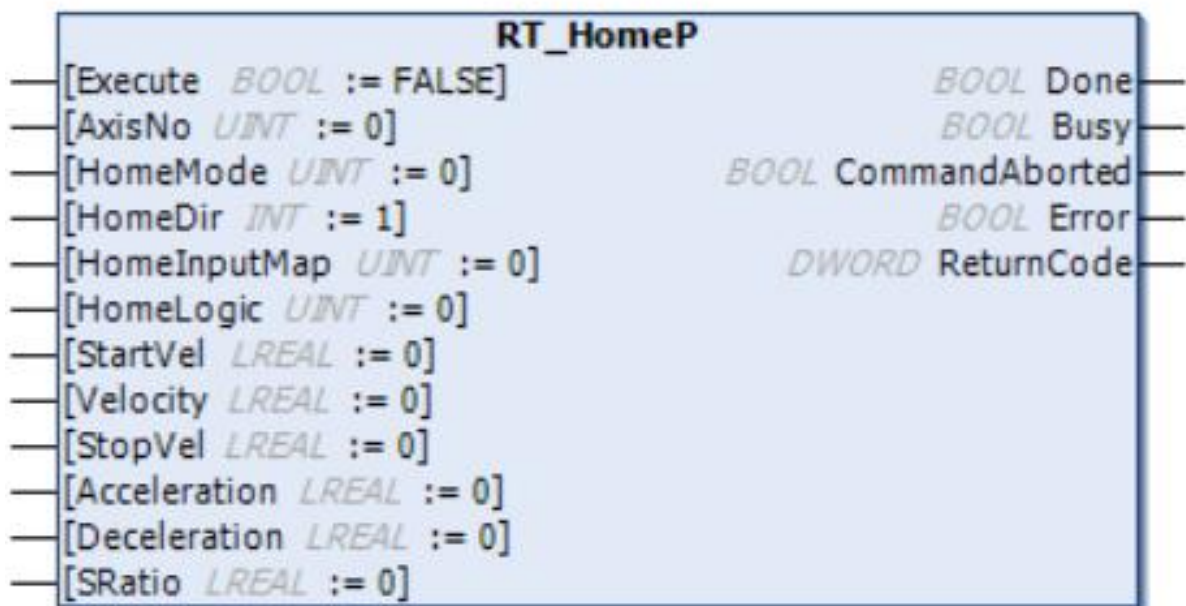 RT_HomeP
[Execute BOOL := FALSE] BOOL Done
[AxisNo UINT := 0] BOOL Busy
[HomeMode UINT := 0] BOOL CommandAborted
[HomeDir INT := 1] BOOL Error
[HomeInputMap UINT := 0] DWORD ReturnCode
[HomeLogic UINT := 0]
[StartVel LREAL := 0]
[Velocity LREAL := 0]
[StopVel LREAL := 0]
[Acceleration LREAL := 0]
[Deceleration LREAL := 0]
[SRatio LREAL := 0]